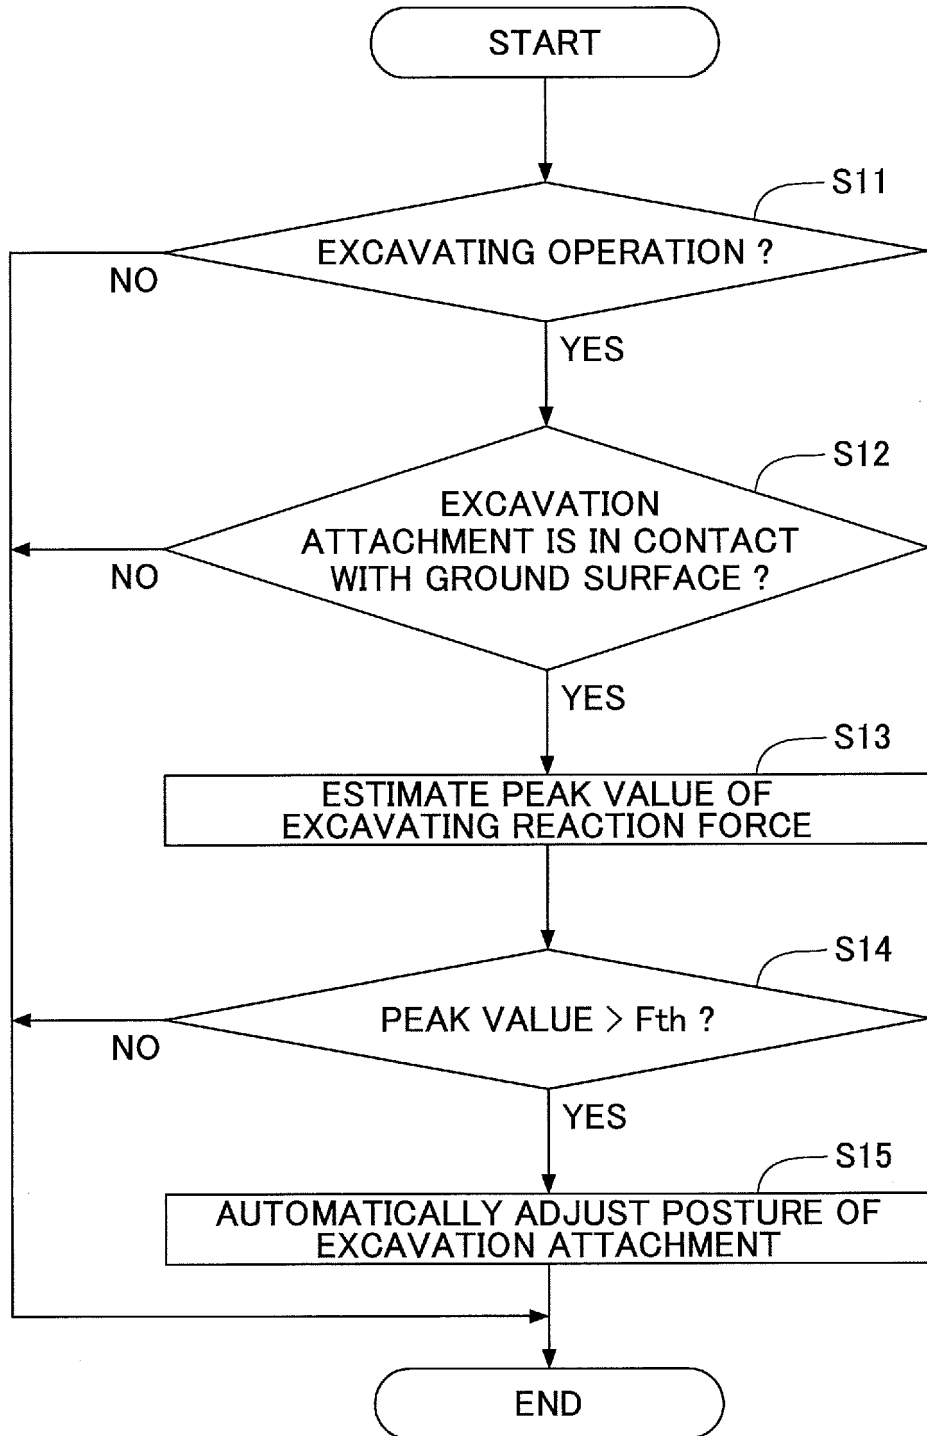 START
S11
EXCAVATING OPERATION ?
NO
YES
S12
EXCAVATION
ATTACHMENT IS IN CONTACT
WITH GROUND SURFACE ?
NO
YES
S13
ESTIMATE PEAK VALUE OF
EXCAVATING REACTION FORCE
S14
PEAK VALUE > Fth ?
NO
YES
S15
AUTOMATICALLY ADJUST POSTURE OF
EXCAVATION ATTACHMENT
END